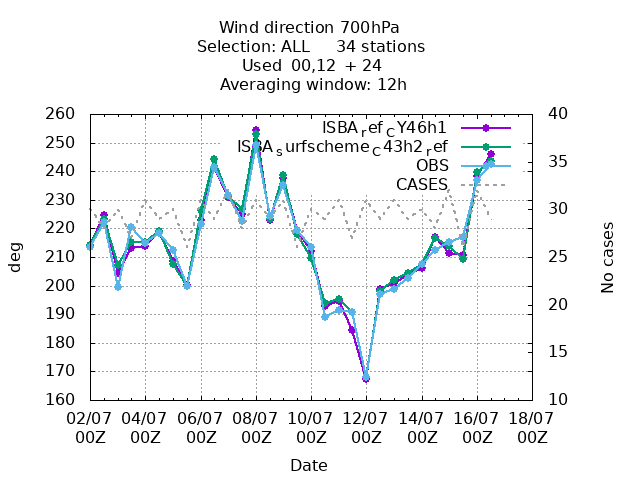 Wind direction 700hPa
Selection: ALL 34 stations
Used 00,12 + 24
Averaging window: 12h
ISBA_ref_CY46h1
ISBA_surfscheme_C43h2_ref
OBS
CASES
260
250
240
230
220
210
200
190
180
170
160
deg
40
35
30
25
20
15
10
No cases
02/07 04/07 06/07 08/07 10/07 12/07 14/07 16/07 18/07
00Z 00Z 00Z 00Z 00Z 00Z 00Z 00Z 00Z
Date